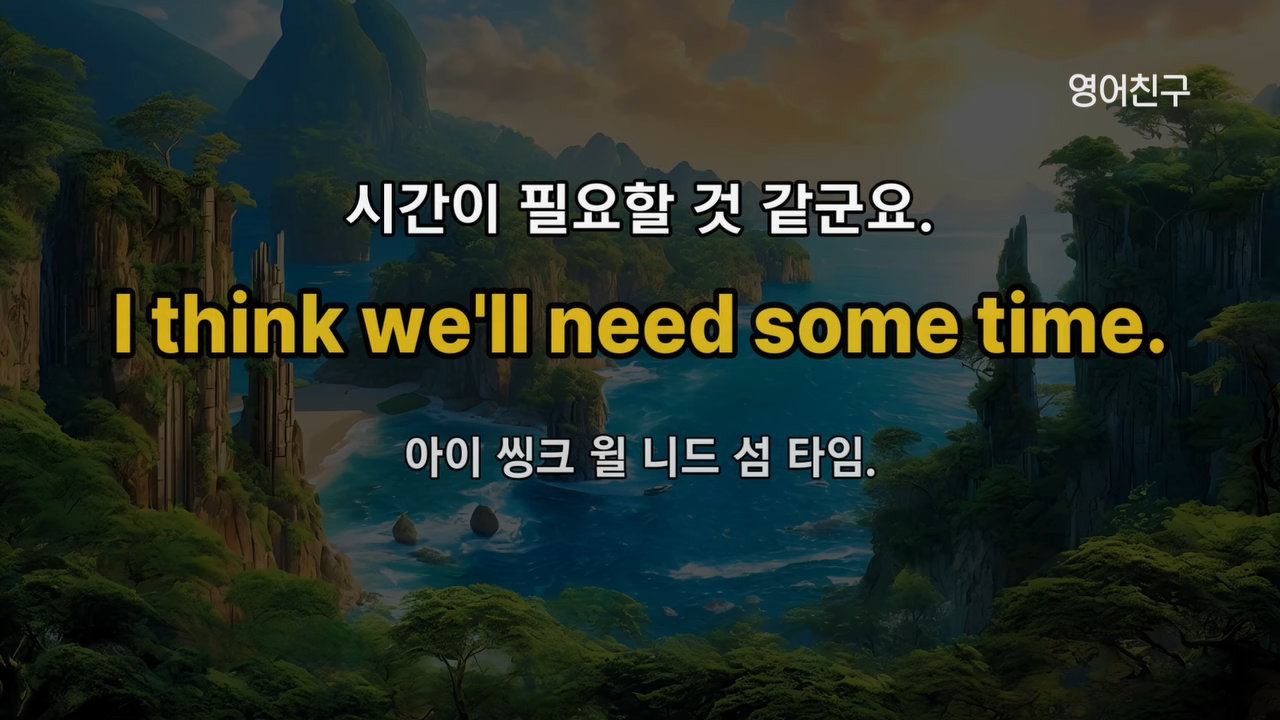 영어친구
시간이 필요할 것 같군요.
I think we'll need some time.
아이 씽크 윌 니드 섬 타임.